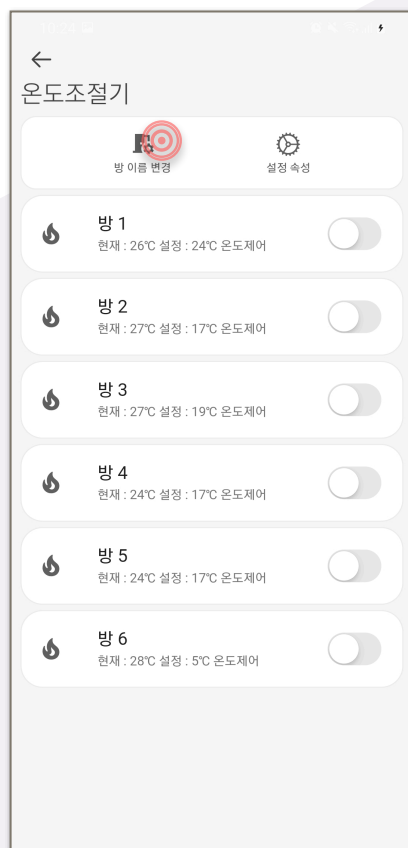 온도조절기
방 이름 변경
설정 속성
방 1
현재 : 26℃ 설정 : 24℃ 온도제어
방 2
현재 : 27℃ 설정 : 17℃ 온도제어
방 3
현재 : 27℃ 설정 : 19℃ 온도제어
방 4
현재 : 24℃ 설정 : 17℃ 온도제어
방 5
현재 : 24℃ 설정 : 17℃ 온도제어
방 6
현재 : 28℃ 설정 : 5℃ 온도제어